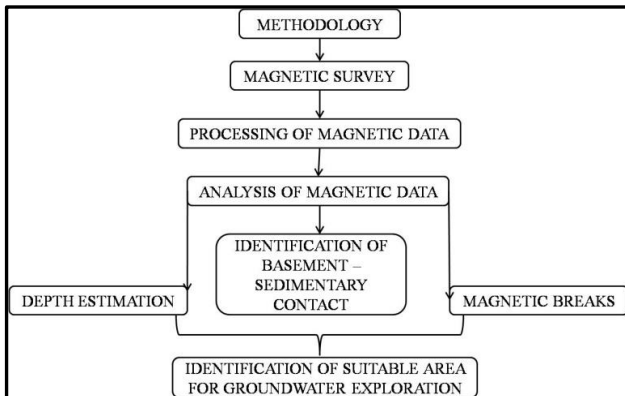 METHODOLOGY
MAGNETIC SURVEY
PROCESSING OF MAGNETIC DATA
ANALYSIS OF MAGNETIC DATA
IDENTIFICATION OF
BASEMENT –
SEDIMENTARY
CONTACT
DEPTH ESTIMATION
MAGNETIC BREAKS
IDENTIFICATION OF SUITABLE AREA
FOR GROUNDWATER EXPLORATION